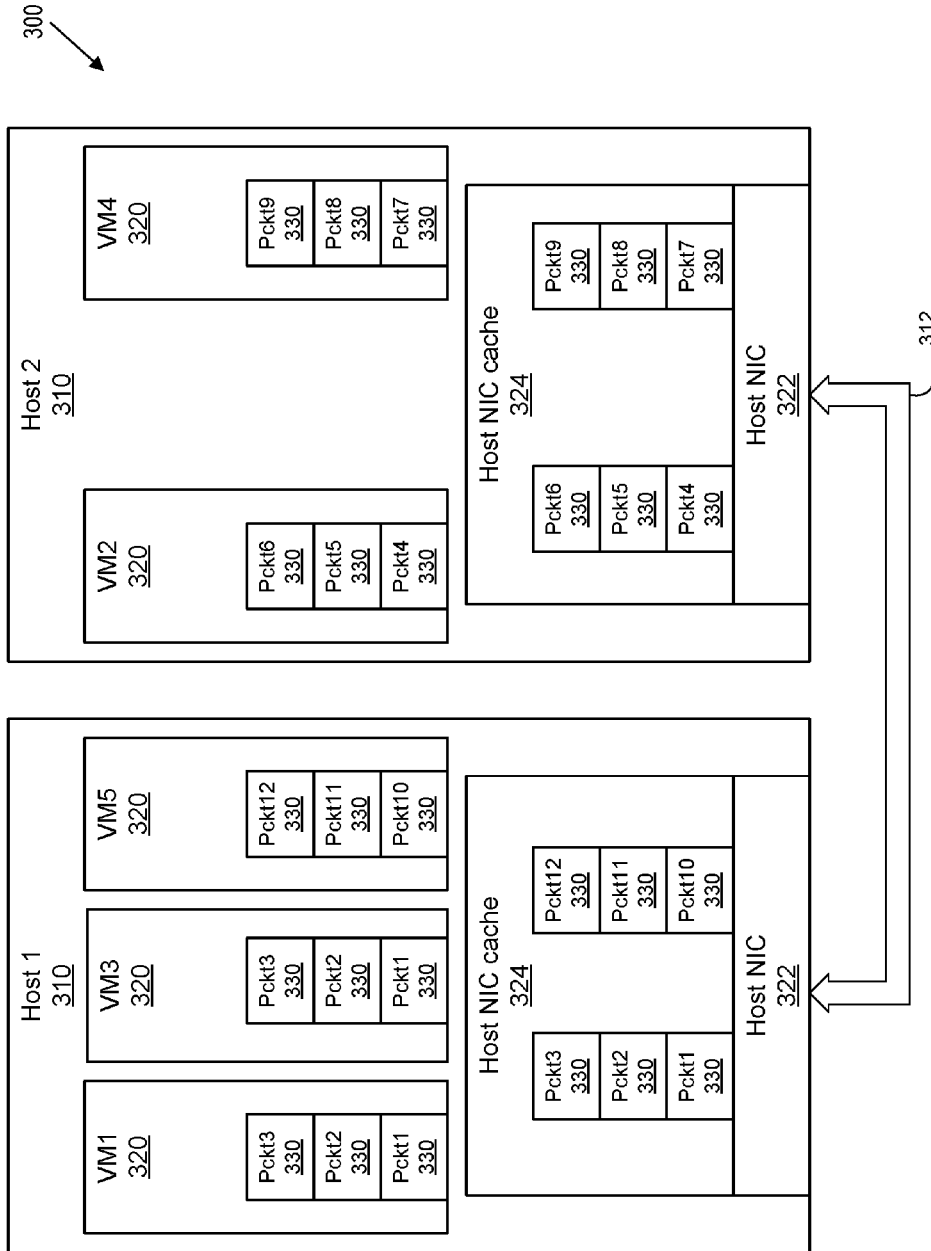 300
Host 1
310
VM1
320
Pckt3
330
Pckt2
330
Pckt1
330
VM3
320
Pckt3
330
Pckt2
330
Pckt1
330
VM5
320
Pckt12
330
Pckt11
330
Pckt10
330
Host NIC cache
324
Pckt3
330
Pckt2
330
Pckt1
330
Pckt12
330
Pckt11
330
Pckt10
330
Host NIC
322
Host 2
310
VM2
320
Pckt6
330
Pckt5
330
Pckt4
330
VM4
320
Pckt9
330
Pckt8
330
Pckt7
330
Host NIC cache
324
Pckt6
330
Pckt5
330
Pckt4
330
Pckt9
330
Pckt8
330
Pckt7
330
Host NIC
322
312